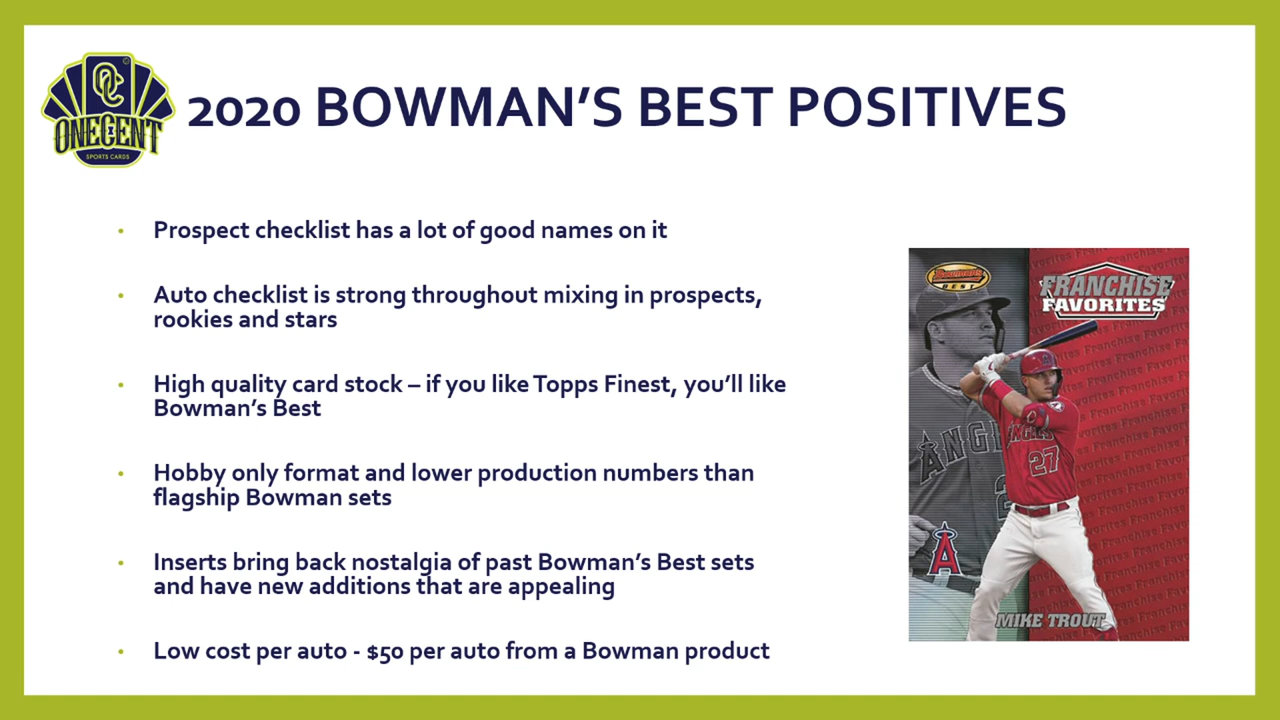 ONECENT
SPORTS CARDS
2020 BOWMAN'S BEST POSITIVES
• Prospect checklist has a lot of good names on it
• Auto checklist is strong throughout mixing in prospects,
rookies and stars
• High quality card stock – if you like Topps Finest, you'll like
Bowman's Best
• Hobby only format and lower production numbers than
flagship Bowman sets
• Inserts bring back nostalgia of past Bowman's Best sets
and have new additions that are appealing
• Low cost per auto - $50 per auto from a Bowman product
Bowman's
BEST
FRANCHISE
FAVORITES
ANGELS
27
A
MIKE TROUT